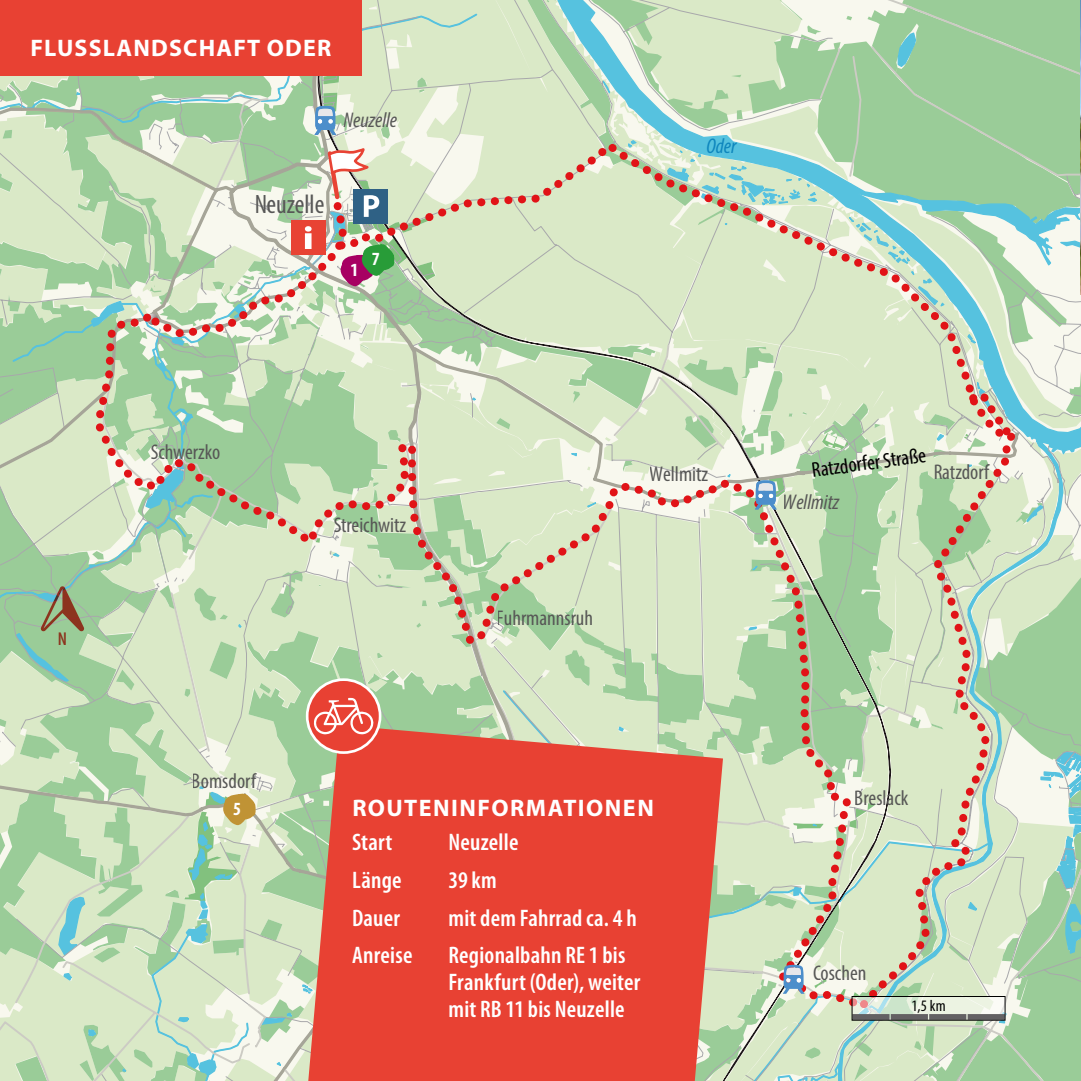 FLUSSLANDSCHAFT ODER
Neuzelle
Oder
Neuzelle
P
i
1
7
Schwerzko
Wellmitz
Ratzdorfer Straße
Ratzdorf
Wellmitz
Streichwitz
Fuhrmannsruh
N
Bomsdorf
5
Breslack
ROUTENINFORMATIONEN
Start Neuzelle
Länge 39 km
Dauer mit dem Fahrrad ca. 4 h
Anreise Regionalbahn RE 1 bis
Frankfurt (Oder), weiter
mit RB 11 bis Neuzelle
Coschen
1,5 km